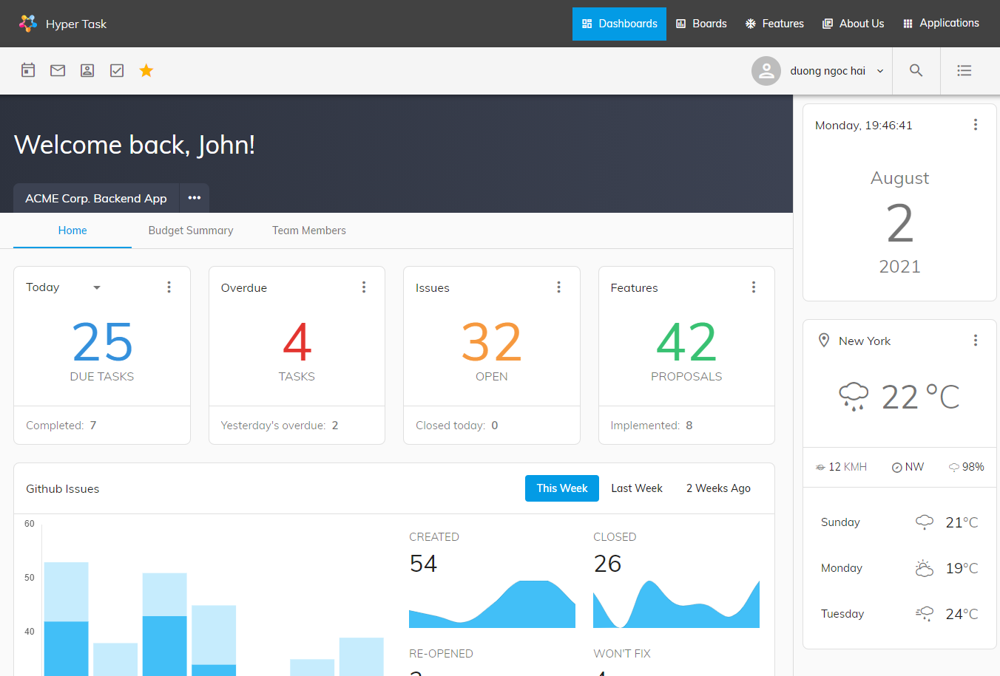 Hyper Task
Dashboards
Boards
Features
About Us
Applications
duong ngoc hai
Welcome back, John!
ACME Corp. Backend App
Home
Budget Summary
Team Members
Today
25
DUE TASKS
Completed: 7
Overdue
4
TASKS
Yesterday's overdue: 2
Issues
32
OPEN
Closed today: 0
Features
42
PROPOSALS
Implemented: 8
Github Issues
This Week
Last Week
2 Weeks Ago
60
50
40
CREATED
54
CLOSED
26
RE-OPENED
WON'T FIX
Monday, 19:46:41
August
2
2021
New York
22 °C
12 KMH
NW
98%
Sunday
21°C
Monday
19°C
Tuesday
24°C